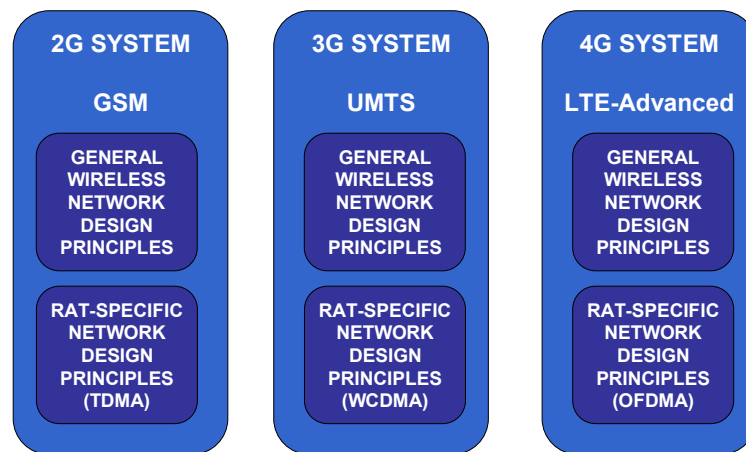 2G SYSTEM
GSM
GENERAL
WIRELESS
NETWORK
DESIGN
PRINCIPLES
RAT-SPECIFIC
NETWORK
DESIGN
PRINCIPLES
(TDMA)
3G SYSTEM
UMTS
GENERAL
WIRELESS
NETWORK
DESIGN
PRINCIPLES
RAT-SPECIFIC
NETWORK
DESIGN
PRINCIPLES
(WCDMA)
4G SYSTEM
LTE-Advanced
GENERAL
WIRELESS
NETWORK
DESIGN
PRINCIPLES
RAT-SPECIFIC
NETWORK
DESIGN
PRINCIPLES
(OFDMA)